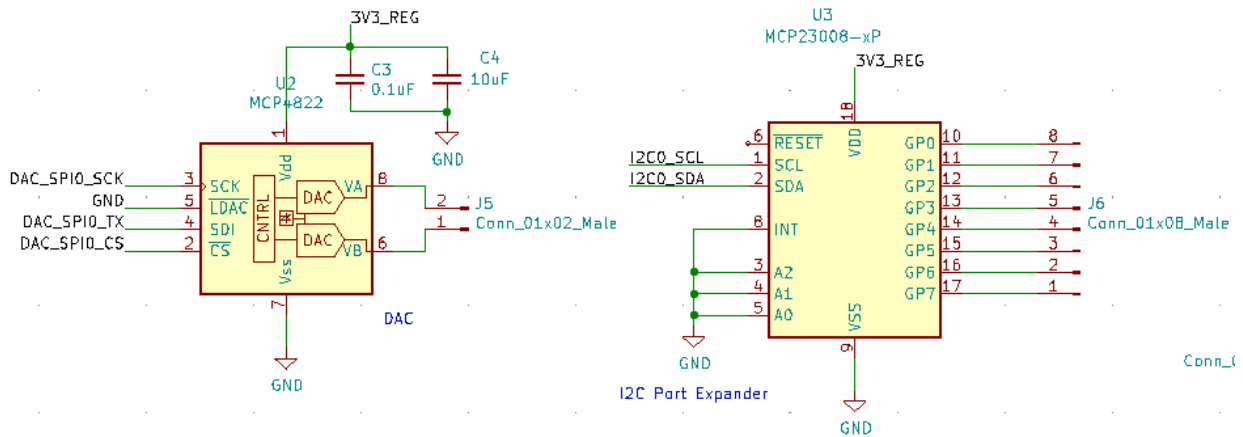 3V3_REG
C3
0.1uF
C4
10uF
GND
U2
MCP4822
1
Vdd
DAC_SPI0_SCK
3
SCK
GND
5
LDAC
DAC_SPI0_TX
4
SDI
DAC_SPI0_CS
2
CS
CNTRL
DAC
DAC
VA
8
VB
6
Vss
7
2
1
J5
Conn_01x02_Male
DAC
GND
U3
MCP23008-xP
3V3_REG
18
VDD
6
RESET
I2C0_SCL
1
SCL
I2C0_SDA
2
SDA
8
INT
3
A2
4
A1
5
A0
GND
GP0
10
8
GP1
11
7
GP2
12
6
GP3
13
5
GP4
14
4
GP5
15
3
GP6
16
2
GP7
17
1
J6
Conn_01x08_Male
VSS
9
GND
I2C Port Expander